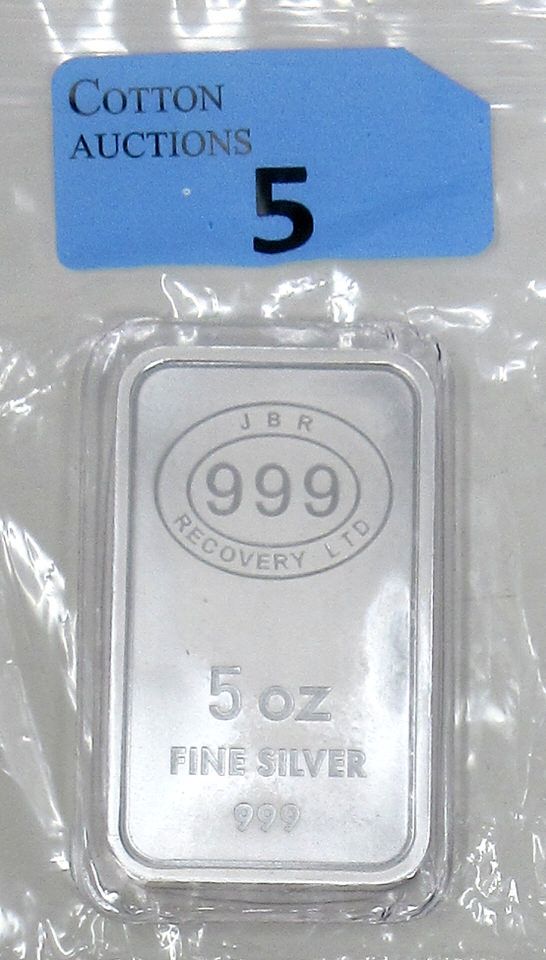 COTTON
AUCTIONS
5
JBR
999
RECOVERY LTD
5 oz
FINE SILVER
999